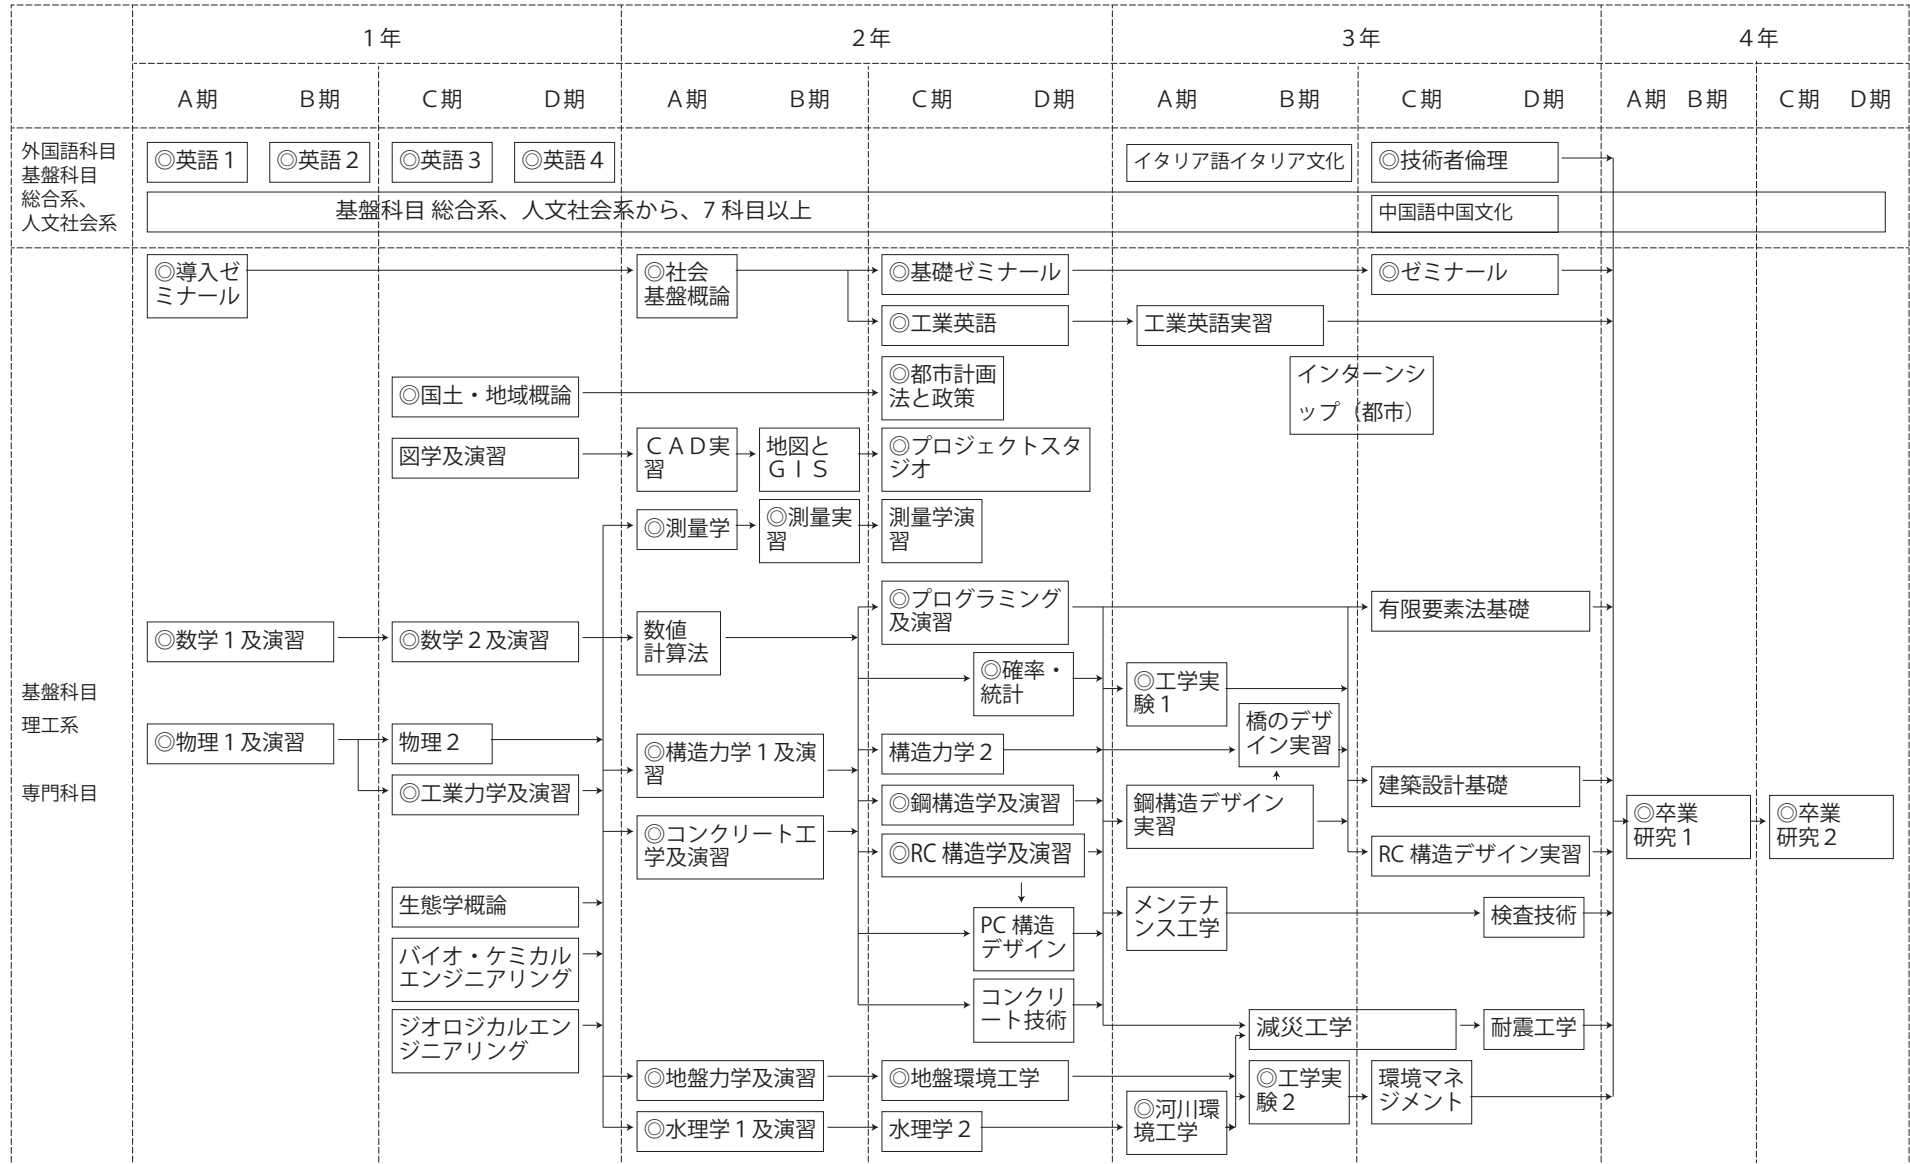 1年
2年
3年
4年
A期 B期 C期 D期 A期 B期 C期 D期 A期 B期 C期 D期 A期 B期 C期 D期
外国語科目
基盤科目
総合系、
人文社会系
◎英語1
◎英語2
◎英語3
◎英語4
イタリア語イタリア文化
◎技術者倫理
基盤科目 総合系、人文社会系から、7科目以上
中国語中国文化
◎導入ゼ
ミナール
◎社会
基盤概論
◎基礎ゼミナール
◎ゼミナール
◎工業英語
工業英語実習
◎国土・地域概論
◎都市計画
法と政策
インターンシ
ップ（都市）
図学及演習
CAD実
習
地図と
GIS
◎プロジェクトスタ
ジオ
◎測量学
◎測量実
習
測量学演
習
基盤科目
理工系
専門科目
◎数学1及演習
◎数学2及演習
数値
計算法
◎プログラミング
及演習
有限要素法基礎
◎確率・
統計
◎工学実
験1
◎物理1及演習
物理2
◎構造力学1及演
習
構造力学2
橋のデザ
イン実習
◎工業力学及演習
◎鋼構造学及演習
鋼構造デザイン
実習
建築設計基礎
◎コンクリート工
学及演習
◎RC構造学及演習
RC構造デザイン実習
◎卒業
研究1
◎卒業
研究2
生態学概論
PC構造
デザイン
メンテナ
ンス工学
検査技術
バイオ・ケミカル
エンジニアリング
コンクリ
ート技術
ジオロジカルエン
ジニアリング
減災工学
耐震工学
◎地盤力学及演習
◎地盤環境工学
◎工学実
験2
環境マネ
ジメント
◎水理学1及演習
水理学2
◎河川環
境工学